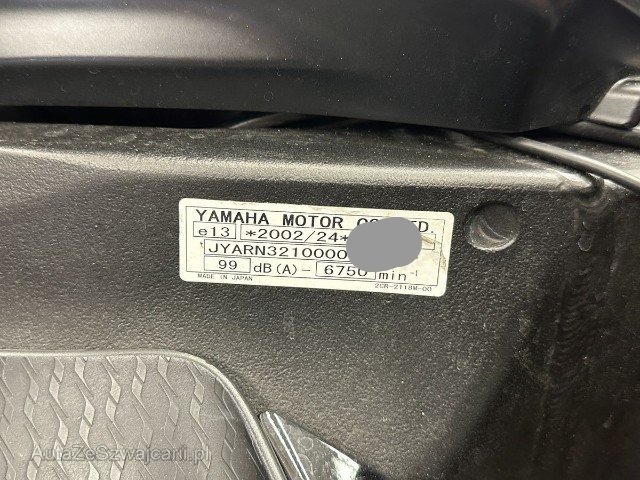 YAMAHA MOTOR CO., LTD.
e13 *2002/24*
JYARN3210000
99 dB(A) - 6750 min⁻¹
MADE IN JAPAN 2CR-2118M-00
AutaZeSzwajcarii.pl